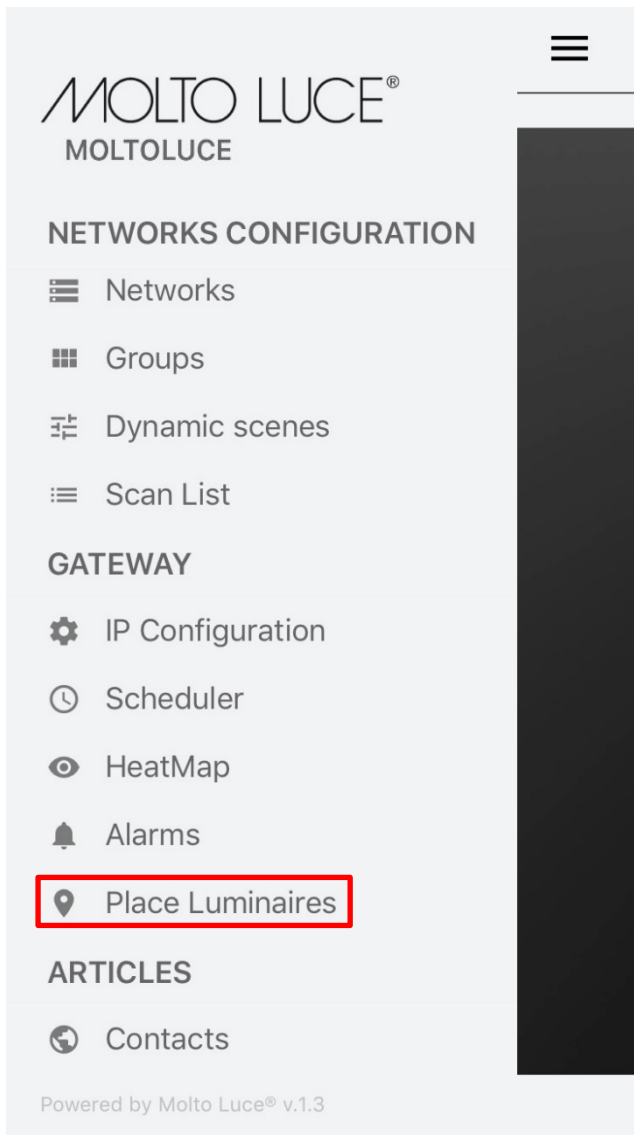 MOLTO LUCE®
MOLTOLUCE
NETWORKS CONFIGURATION
Networks
Groups
Dynamic scenes
Scan List
GATEWAY
IP Configuration
Scheduler
HeatMap
Alarms
Place Luminaires
ARTICLES
Contacts
Powered by Molto Luce® v.1.3